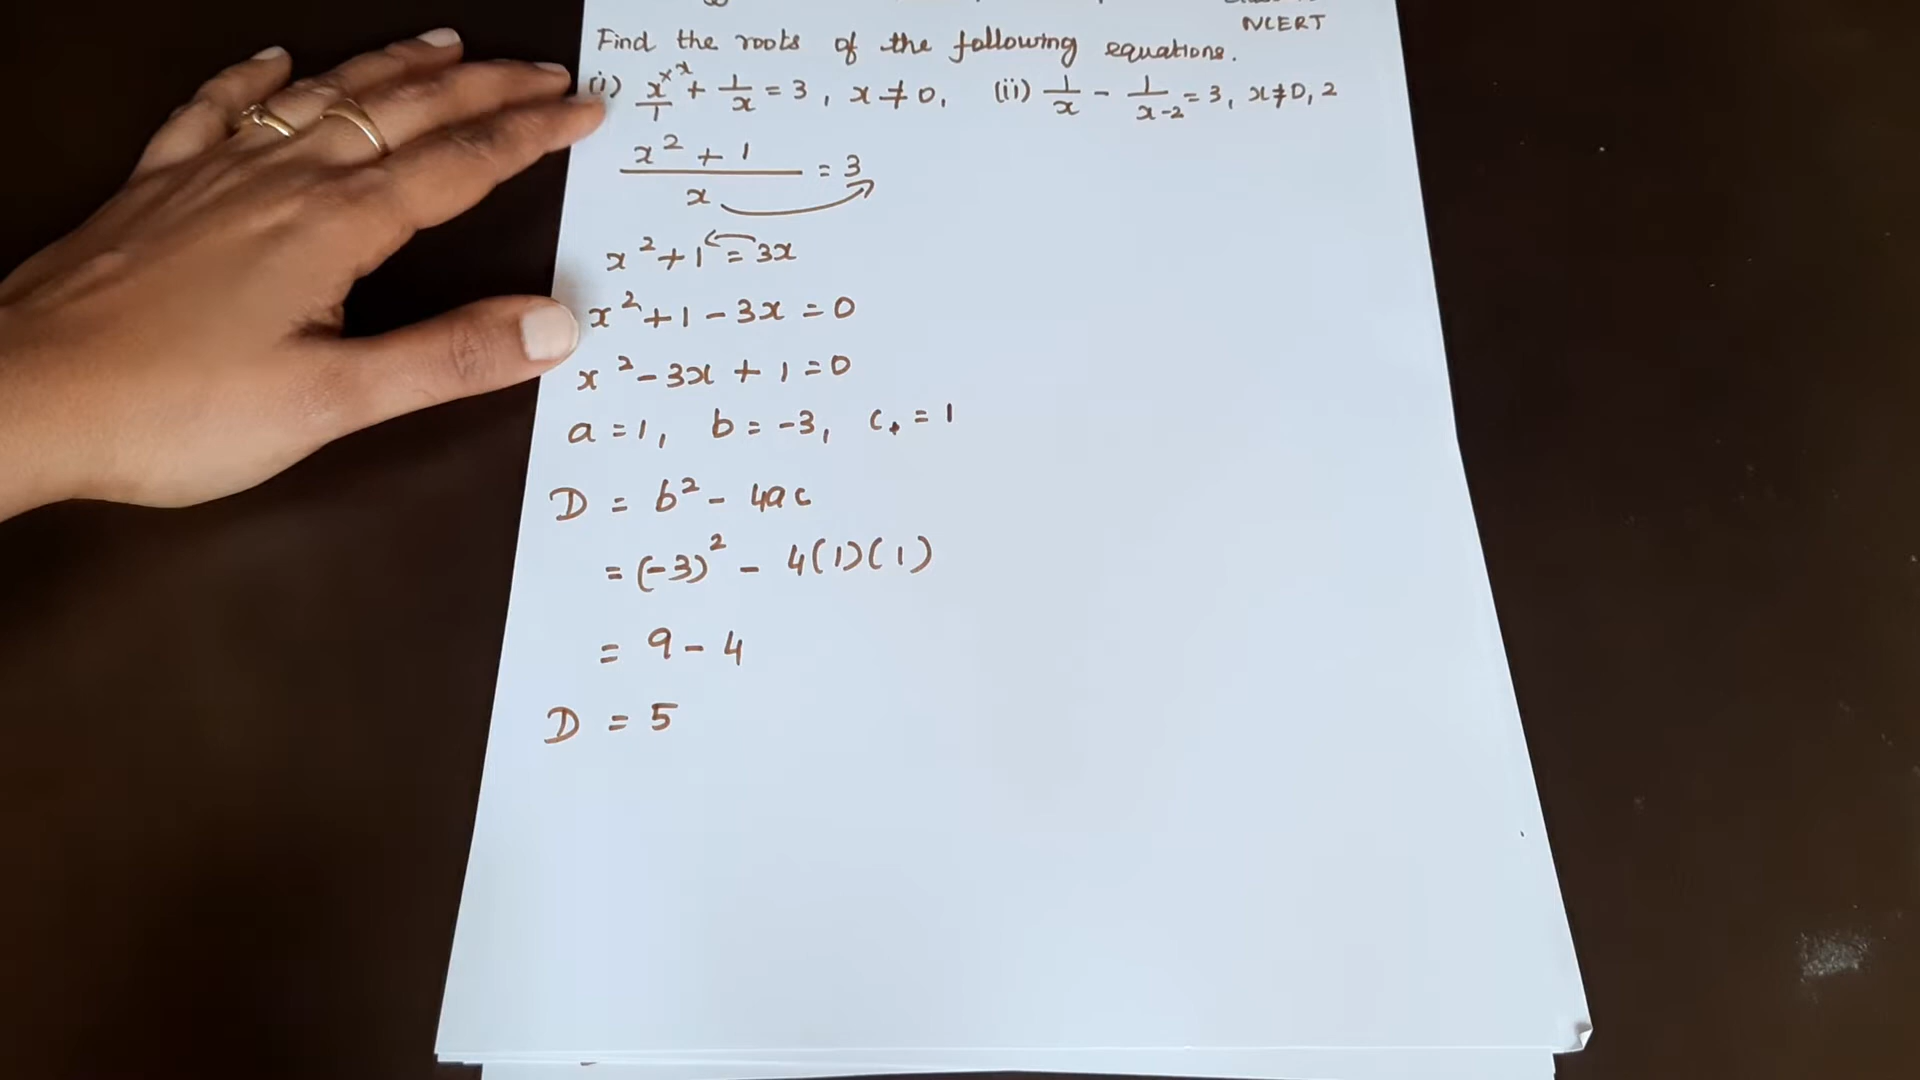 NCERT
Find the roots of the following equations.
(i) x/1 ×x + 1/x = 3, x ≠ 0, (ii) 1/x - 1/x-2 = 3, x ≠ 0, 2
x² + 1 / x = 3
x² + 1 = 3x
x² + 1 - 3x = 0
x² - 3x + 1 = 0
a = 1, b = -3, c = 1
D = b² - 4ac
= (-3)² - 4(1)(1)
= 9 - 4
D = 5